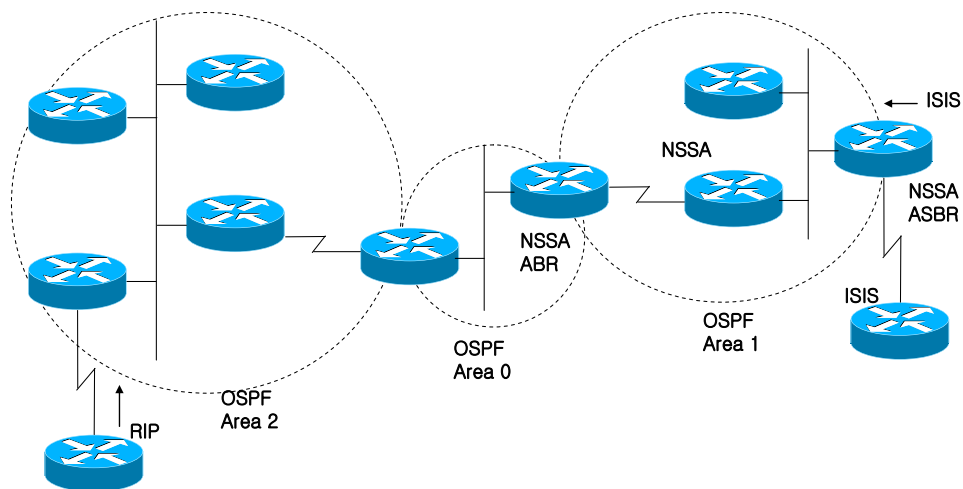 ISIS
NSSA
NSSA
ASBR
NSSA
ABR
ISIS
OSPF
Area 1
OSPF
Area 0
OSPF
Area 2
RIP